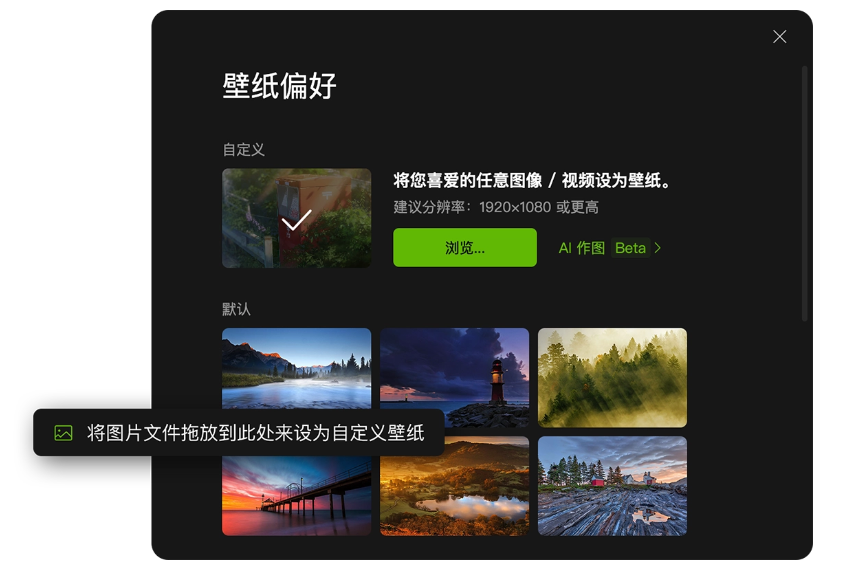 壁纸偏好
自定义
将您喜爱的任意图像 / 视频设为壁纸。
建议分辨率：1920×1080 或更高
浏览...
AI 作图 Beta
默认
将图片文件拖放到此处来设为自定义壁纸